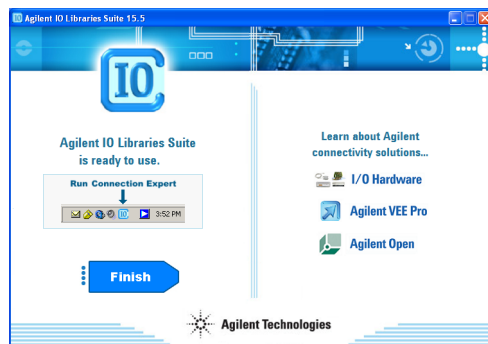 Agilent IO Libraries Suite 15.5
IO
Agilent IO Libraries Suite
is ready to use.
Run Connection Expert
3:52 PM
Finish
Learn about Agilent
connectivity solutions...
I/O Hardware
Agilent VEE Pro
Agilent Open
Agilent Technologies